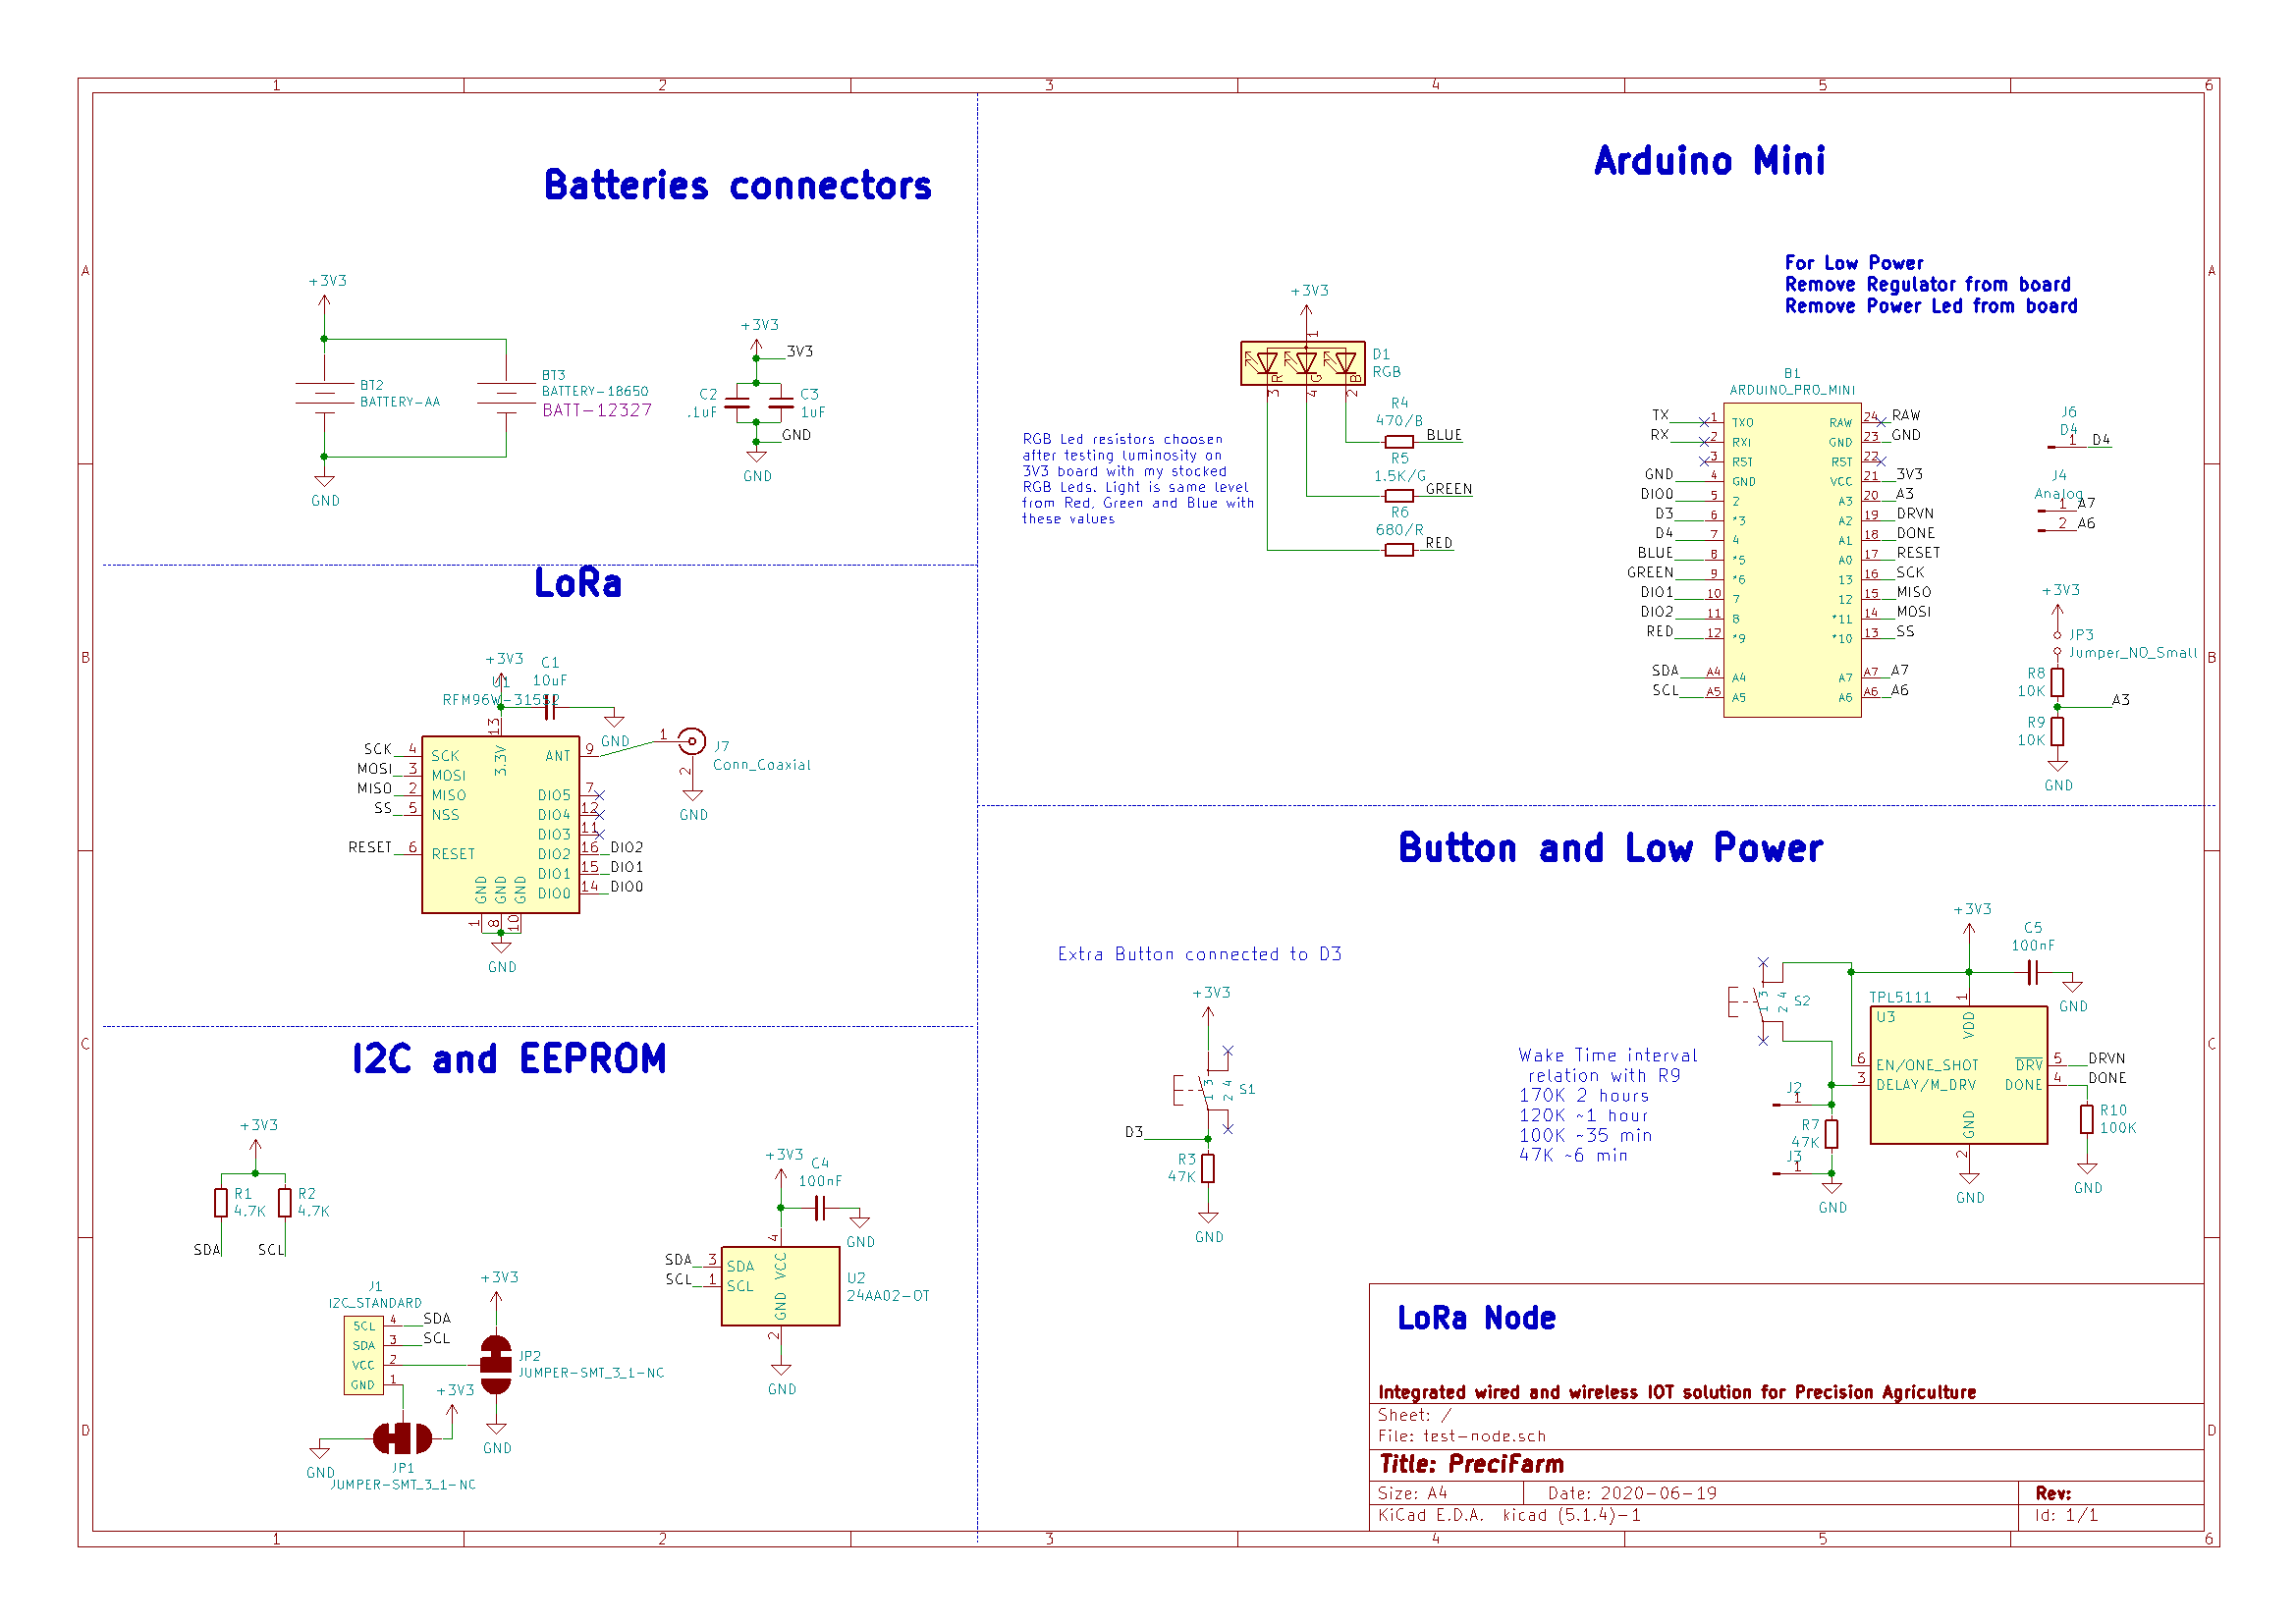 1
2
3
4
5
6
A
B
C
D
A
B
C
D
1
2
3
4
5
6
Batteries connectors
+3V3
BT2
BATTERY-AA
BT3
BATTERY-18650
BATT-12327
GND
+3V3
3V3
C2
.1uF
C3
1uF
GND
GND
LoRa
+3V3
C1
10uF
U1
RFM96W-315S2
GND
13
3.3V
SCK 4 SCK
MOSI 3 MOSI
MISO 2 MISO
SS 5 NSS
RESET 6 RESET
ANT 9
DIO5 7
DIO4 12
DIO3 11
DIO2 16 DIO2
DIO1 15 DIO1
DIO0 14 DIO0
GND GND GND
1 8 10
GND
1
2
J7
Conn_Coaxial
GND
I2C and EEPROM
+3V3
R1
4.7K
R2
4.7K
SDA
SCL
J1
I2C_STANDARD
SCL 4 SDA
SDA 3 SCL
VCC 2
GND 1
+3V3
JP2
JUMPER-SMT_3_1-NC
GND
+3V3
GND
JP1
JUMPER-SMT_3_1-NC
+3V3
C4
100nF
GND
4
SDA 3 SDA
SCL 1 SCL
VCC
GND
2
U2
24AA02-OT
GND
Arduino Mini
For Low Power
Remove Regulator from board
Remove Power Led from board
+3V3
1
D1
RGB
R G B
3 4 2
R4
470/B
BLUE
R5
1.5K/G
GREEN
R6
680/R
RED
RGB Led resistors choosen
after testing luminosity on
3V3 board with my stocked
RGB Leds. Light is same level
from Red, Green and Blue with
these values
B1
ARDUINO_PRO_MINI
TX 1 TXO
RX 2 RXI
3 RST
GND 4 GND
DIO0 5 2
D3 6 *3
D4 7 4
BLUE 8 *5
GREEN 9 *6
DIO1 10 7
DIO2 11 8
RED 12 *9
SDA A4 A4
SCL A5 A5
RAW 24 RAW
GND 23 GND
RST 22
VCC 21 3V3
A3 20 A3
A2 19 DRVN
A1 18 DONE
A0 17 RESET
13 16 SCK
12 15 MISO
*11 14 MOSI
*10 13 SS
A7 A7 A7
A6 A6 A6
J6
D4
1 D4
J4
Analog
1 A7
2 A6
+3V3
JP3
Jumper_NO_Small
R8
10K
A3
R9
10K
GND
Button and Low Power
Extra Button connected to D3
+3V3
1 3
2 4
S1
D3
R3
47K
GND
Wake Time interval
relation with R9
170K 2 hours
120K ~1 hour
100K ~35 min
47K ~6 min
1 3
2 4
S2
+3V3
C5
100nF
GND
TPL5111
U3
1
VDD
6 EN/ONE_SHOT
3 DELAY/M_DRV
DRV 5 DRVN
DONE 4 DONE
GND
2
GND
J2
1
R7
47K
J3
1
GND
R10
100K
GND
LoRa Node
Integrated wired and wireless IOT solution for Precision Agriculture
Sheet: /
File: test-node.sch
Title: PreciFarm
Size: A4 Date: 2020-06-19 Rev:
KiCad E.D.A. kicad (5.1.4)-1 Id: 1/1